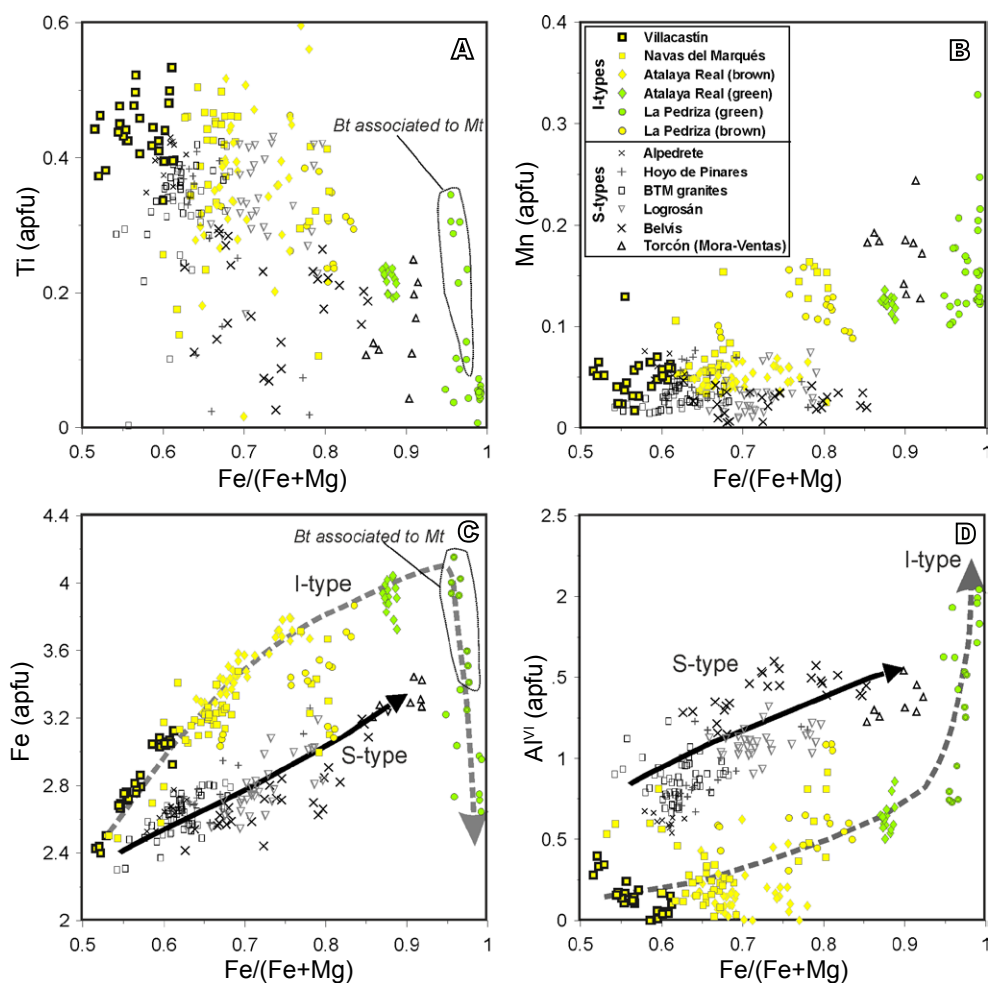 A
0.6
0.4
0.2
0
Ti (apfu)
Bt associated to Mt
0.5 0.6 0.7 0.8 0.9 1
Fe/(Fe+Mg)
B
0.4
0.3
0.2
0.1
0
Mn (apfu)
I-types
Villacastín
Navas del Marqués
Atalaya Real (brown)
Atalaya Real (green)
La Pedriza (green)
La Pedriza (brown)
S-types
Alpedrete
Hoyo de Pinares
BTM granites
Logrosán
Belvis
Torcón (Mora-Ventas)
0.5 0.6 0.7 0.8 0.9 1
Fe/(Fe+Mg)
C
4.4
4
3.6
3.2
2.8
2.4
2
Fe (apfu)
Bt associated to Mt
I-type
S-type
0.5 0.6 0.7 0.8 0.9 1
Fe/(Fe+Mg)
D
2.5
2
1.5
1
0.5
0
Al^VI (apfu)
I-type
S-type
0.5 0.6 0.7 0.8 0.9 1
Fe/(Fe+Mg)